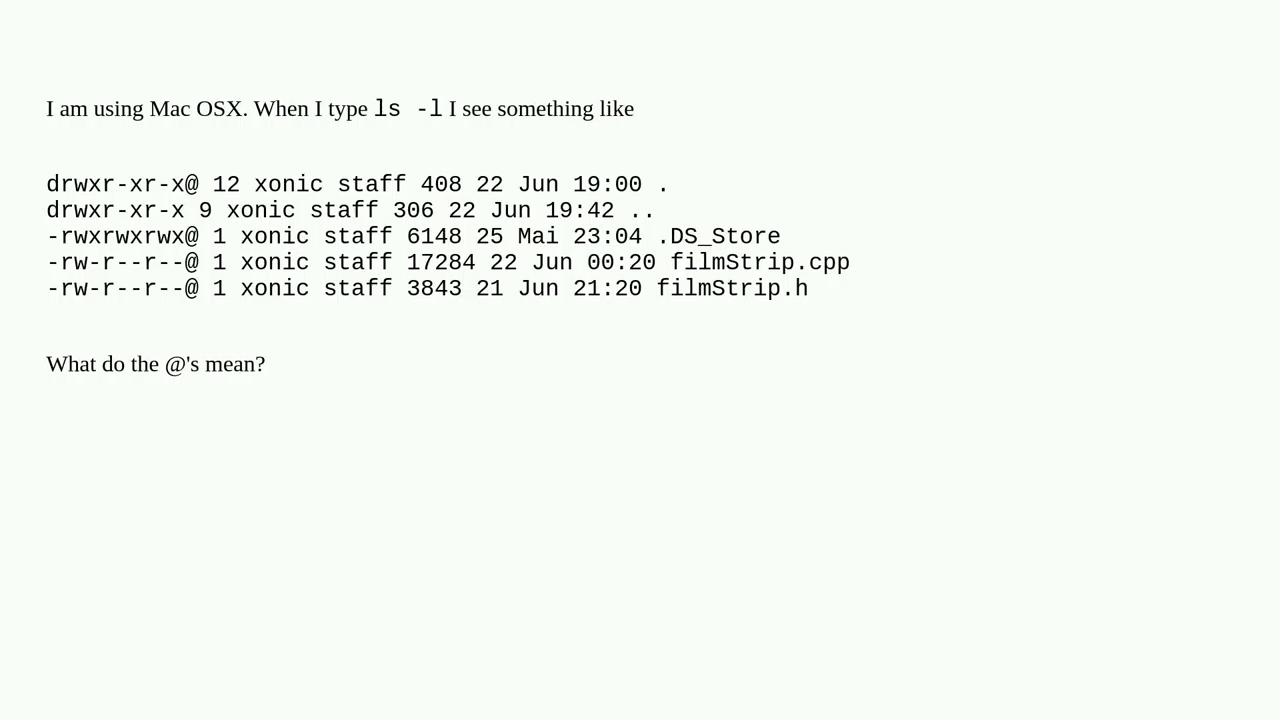 I am using Mac OSX. When I type ls -l I see something like
drwxr-xr-x@ 12 xonic staff 408 22 Jun 19:00 .
drwxr-xr-x 9 xonic staff 306 22 Jun 19:42 ..
-rwxrwxrwx@ 1 xonic staff 6148 25 Mai 23:04 .DS_Store
-rw-r--r--@ 1 xonic staff 17284 22 Jun 00:20 filmStrip.cpp
-rw-r--r--@ 1 xonic staff 3843 21 Jun 21:20 filmStrip.h
What do the @'s mean?